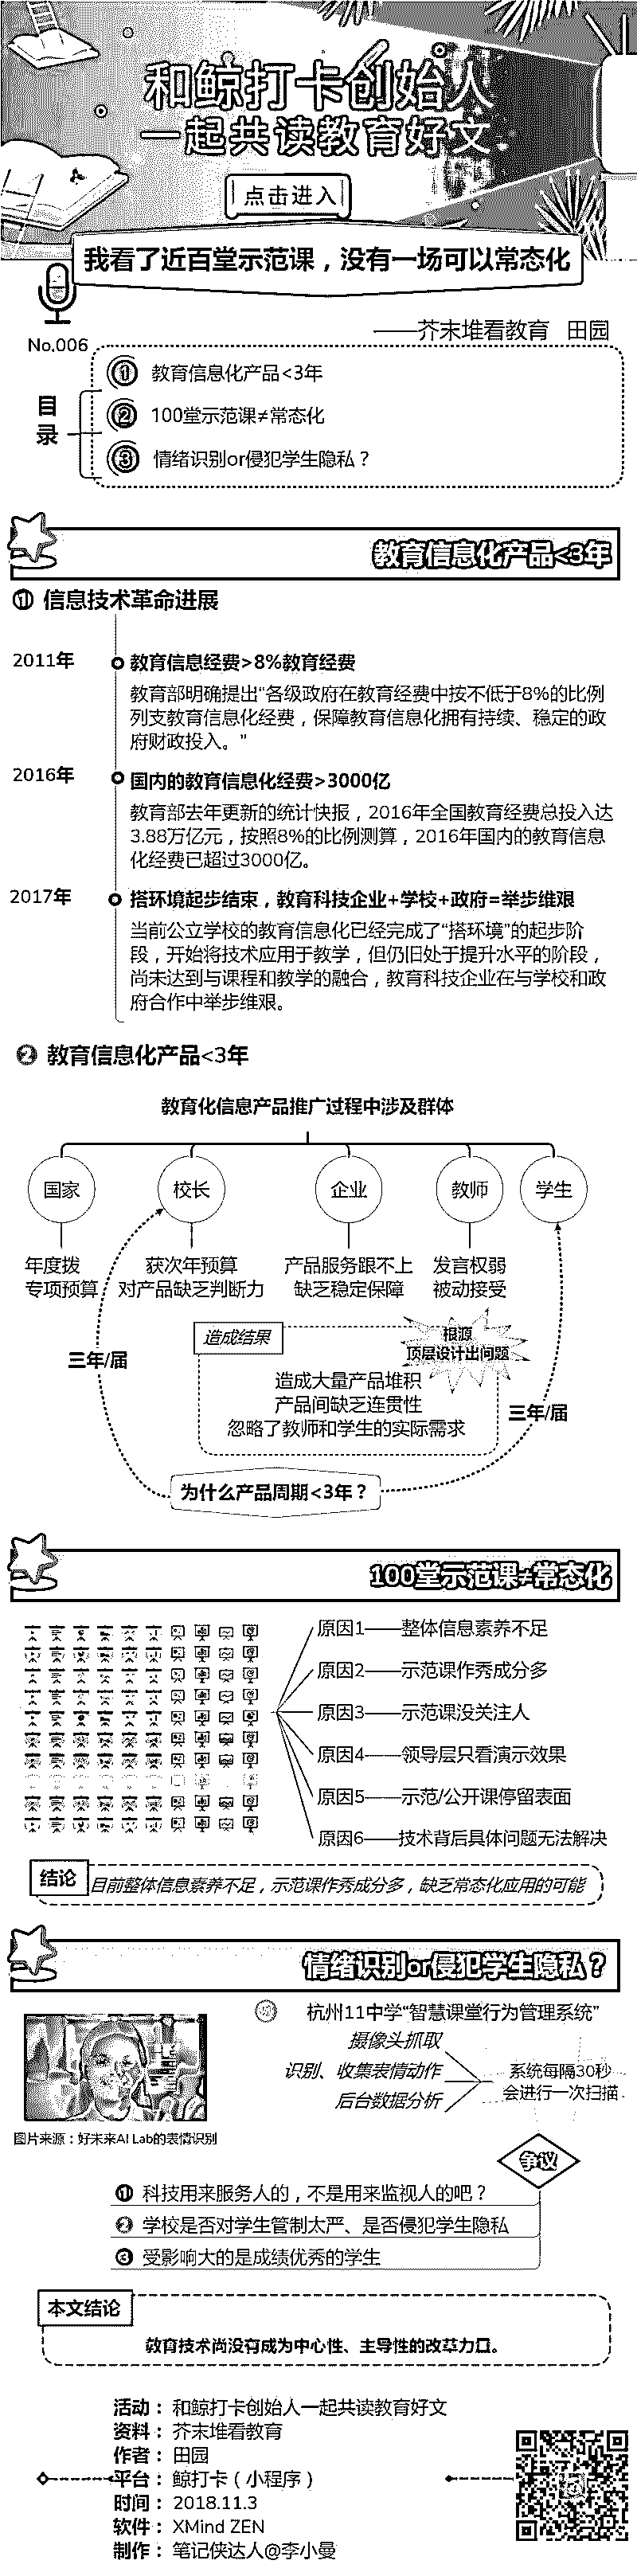 和鲸打卡创始人
一起共读教育好文
点击进入
我看了近百堂示范课，没有一场可以常态化
——芥末堆看教育 田园
No.006
目录
① 教育信息化产品<3年
② 100堂示范课≠常态化
③ 情绪识别or侵犯学生隐私？
教育信息化产品<3年
① 信息技术革命进展
2011年 教育信息经费>8%教育经费
教育部明确提出“各级政府在教育经费中按不低于8%的比例
列支教育信息化经费，保障教育信息化拥有持续、稳定的政
府财政投入。”
2016年 国内的教育信息化经费>3000亿
教育部去年更新的统计快报，2016年全国教育经费总投入达
3.88万亿元，按照8%的比例测算，2016年国内的教育信息
化经费已超过3000亿。
2017年 搭环境起步结束，教育科技企业+学校+政府=举步维艰
当前公立学校的教育信息化已经完成了“搭环境”的起步阶
段，开始将技术应用于教学，但仍旧处于提升水平的阶段，
尚未达到与课程和教学的融合，教育科技企业在与学校和政
府合作中举步维艰。
② 教育信息化产品<3年
教育化信息产品推广过程中涉及群体
国家 校长 企业 教师 学生
年度拨 获次年预算 产品服务跟不上 发言权弱
专项预算 对产品缺乏判断力 缺乏稳定保障 被动接受
造成结果
根源
顶层设计出问题
三年/届
造成大量产品堆积
产品间缺乏连贯性
忽略了教师和学生的实际需求
三年/届
为什么产品周期<3年？
100堂示范课≠常态化
原因1——整体信息素养不足
原因2——示范课作秀成分多
原因3——示范课没关注人
原因4——领导层只看演示效果
原因5——示范/公开课停留表面
原因6——技术背后具体问题无法解决
结论
目前整体信息素养不足，示范课作秀成分多，缺乏常态化应用的可能
情绪识别or侵犯学生隐私？
杭州11中学“智慧课堂行为管理系统”
摄像头抓取
识别、收集表情动作
后台数据分析
系统每隔30秒
会进行一次扫描
图片来源：好未来AI Lab的表情识别
争议
① 科技用来服务人的，不是用来监视人的吧？
② 学校是否对学生管制太严、是否侵犯学生隐私
③ 受影响大的是成绩优秀的学生
本文结论
教育技术尚没有成为中心性、主导性的改革力量。
活动： 和鲸打卡创始人一起共读教育好文
资料： 芥末堆看教育
作者： 田园
平台： 鲸打卡（小程序）
时间： 2018.11.3
软件： XMind ZEN
制作： 笔记侠达人@李小曼